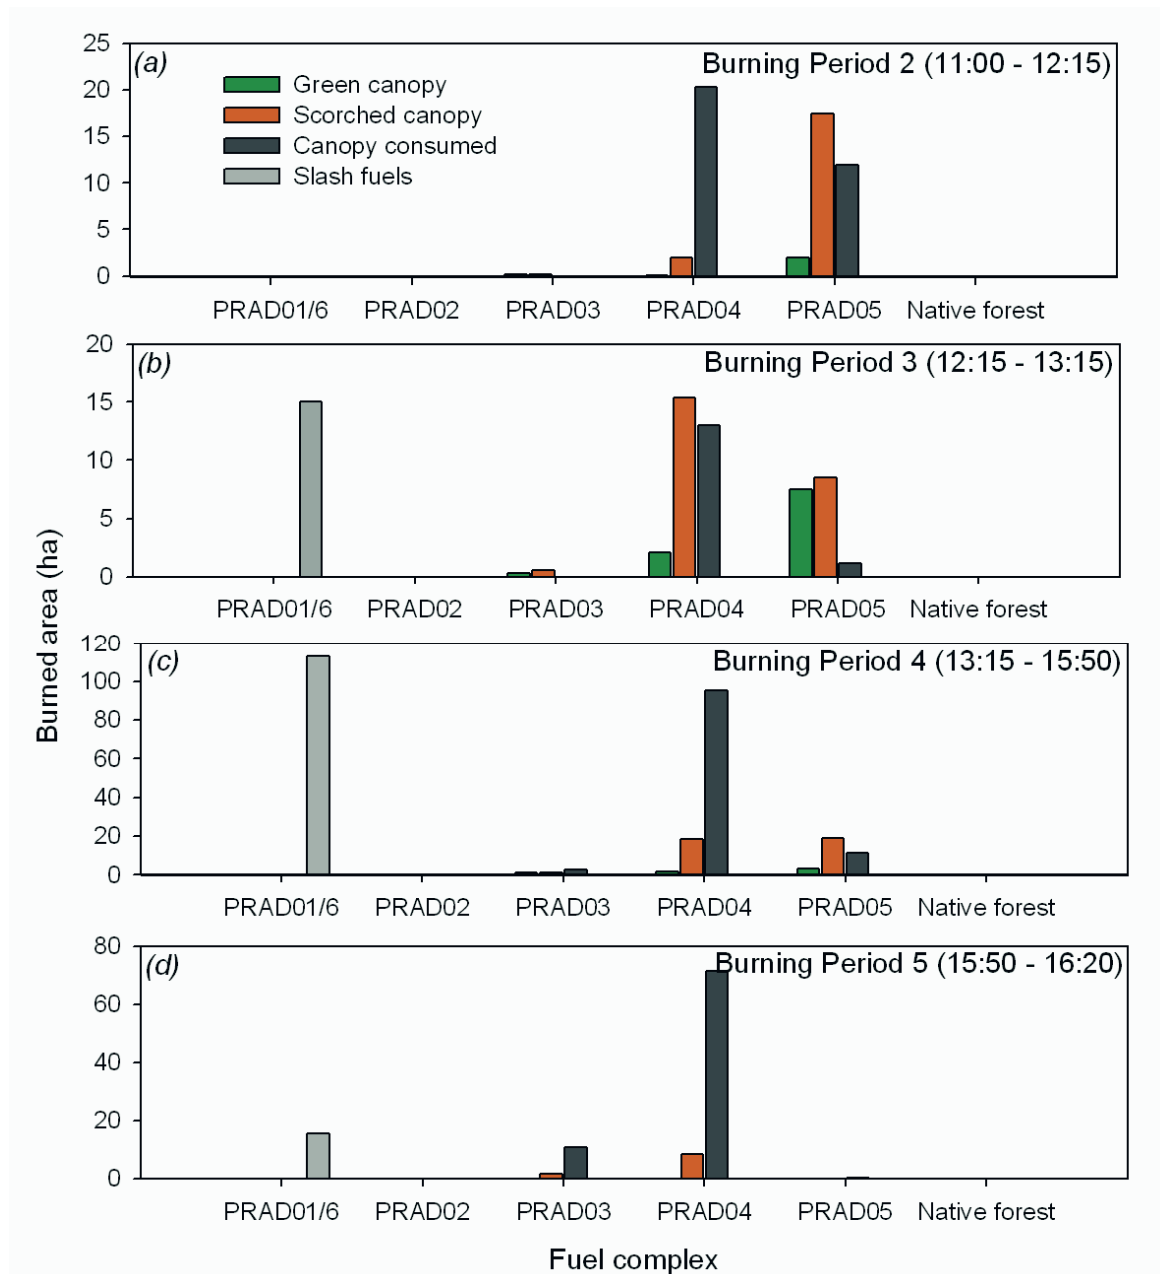 (a)
Burning Period 2 (11:00 - 12:15)
Green canopy
Scorched canopy
Canopy consumed
Slash fuels
25
20
15
10
5
0
PRAD01/6 PRAD02 PRAD03 PRAD04 PRAD05 Native forest
(b)
Burning Period 3 (12:15 - 13:15)
20
15
10
5
0
PRAD01/6 PRAD02 PRAD03 PRAD04 PRAD05 Native forest
Burned area (ha)
(c)
Burning Period 4 (13:15 - 15:50)
120
100
80
60
40
20
0
PRAD01/6 PRAD02 PRAD03 PRAD04 PRAD05 Native forest
(d)
Burning Period 5 (15:50 - 16:20)
80
60
40
20
0
PRAD01/6 PRAD02 PRAD03 PRAD04 PRAD05 Native forest
Fuel complex